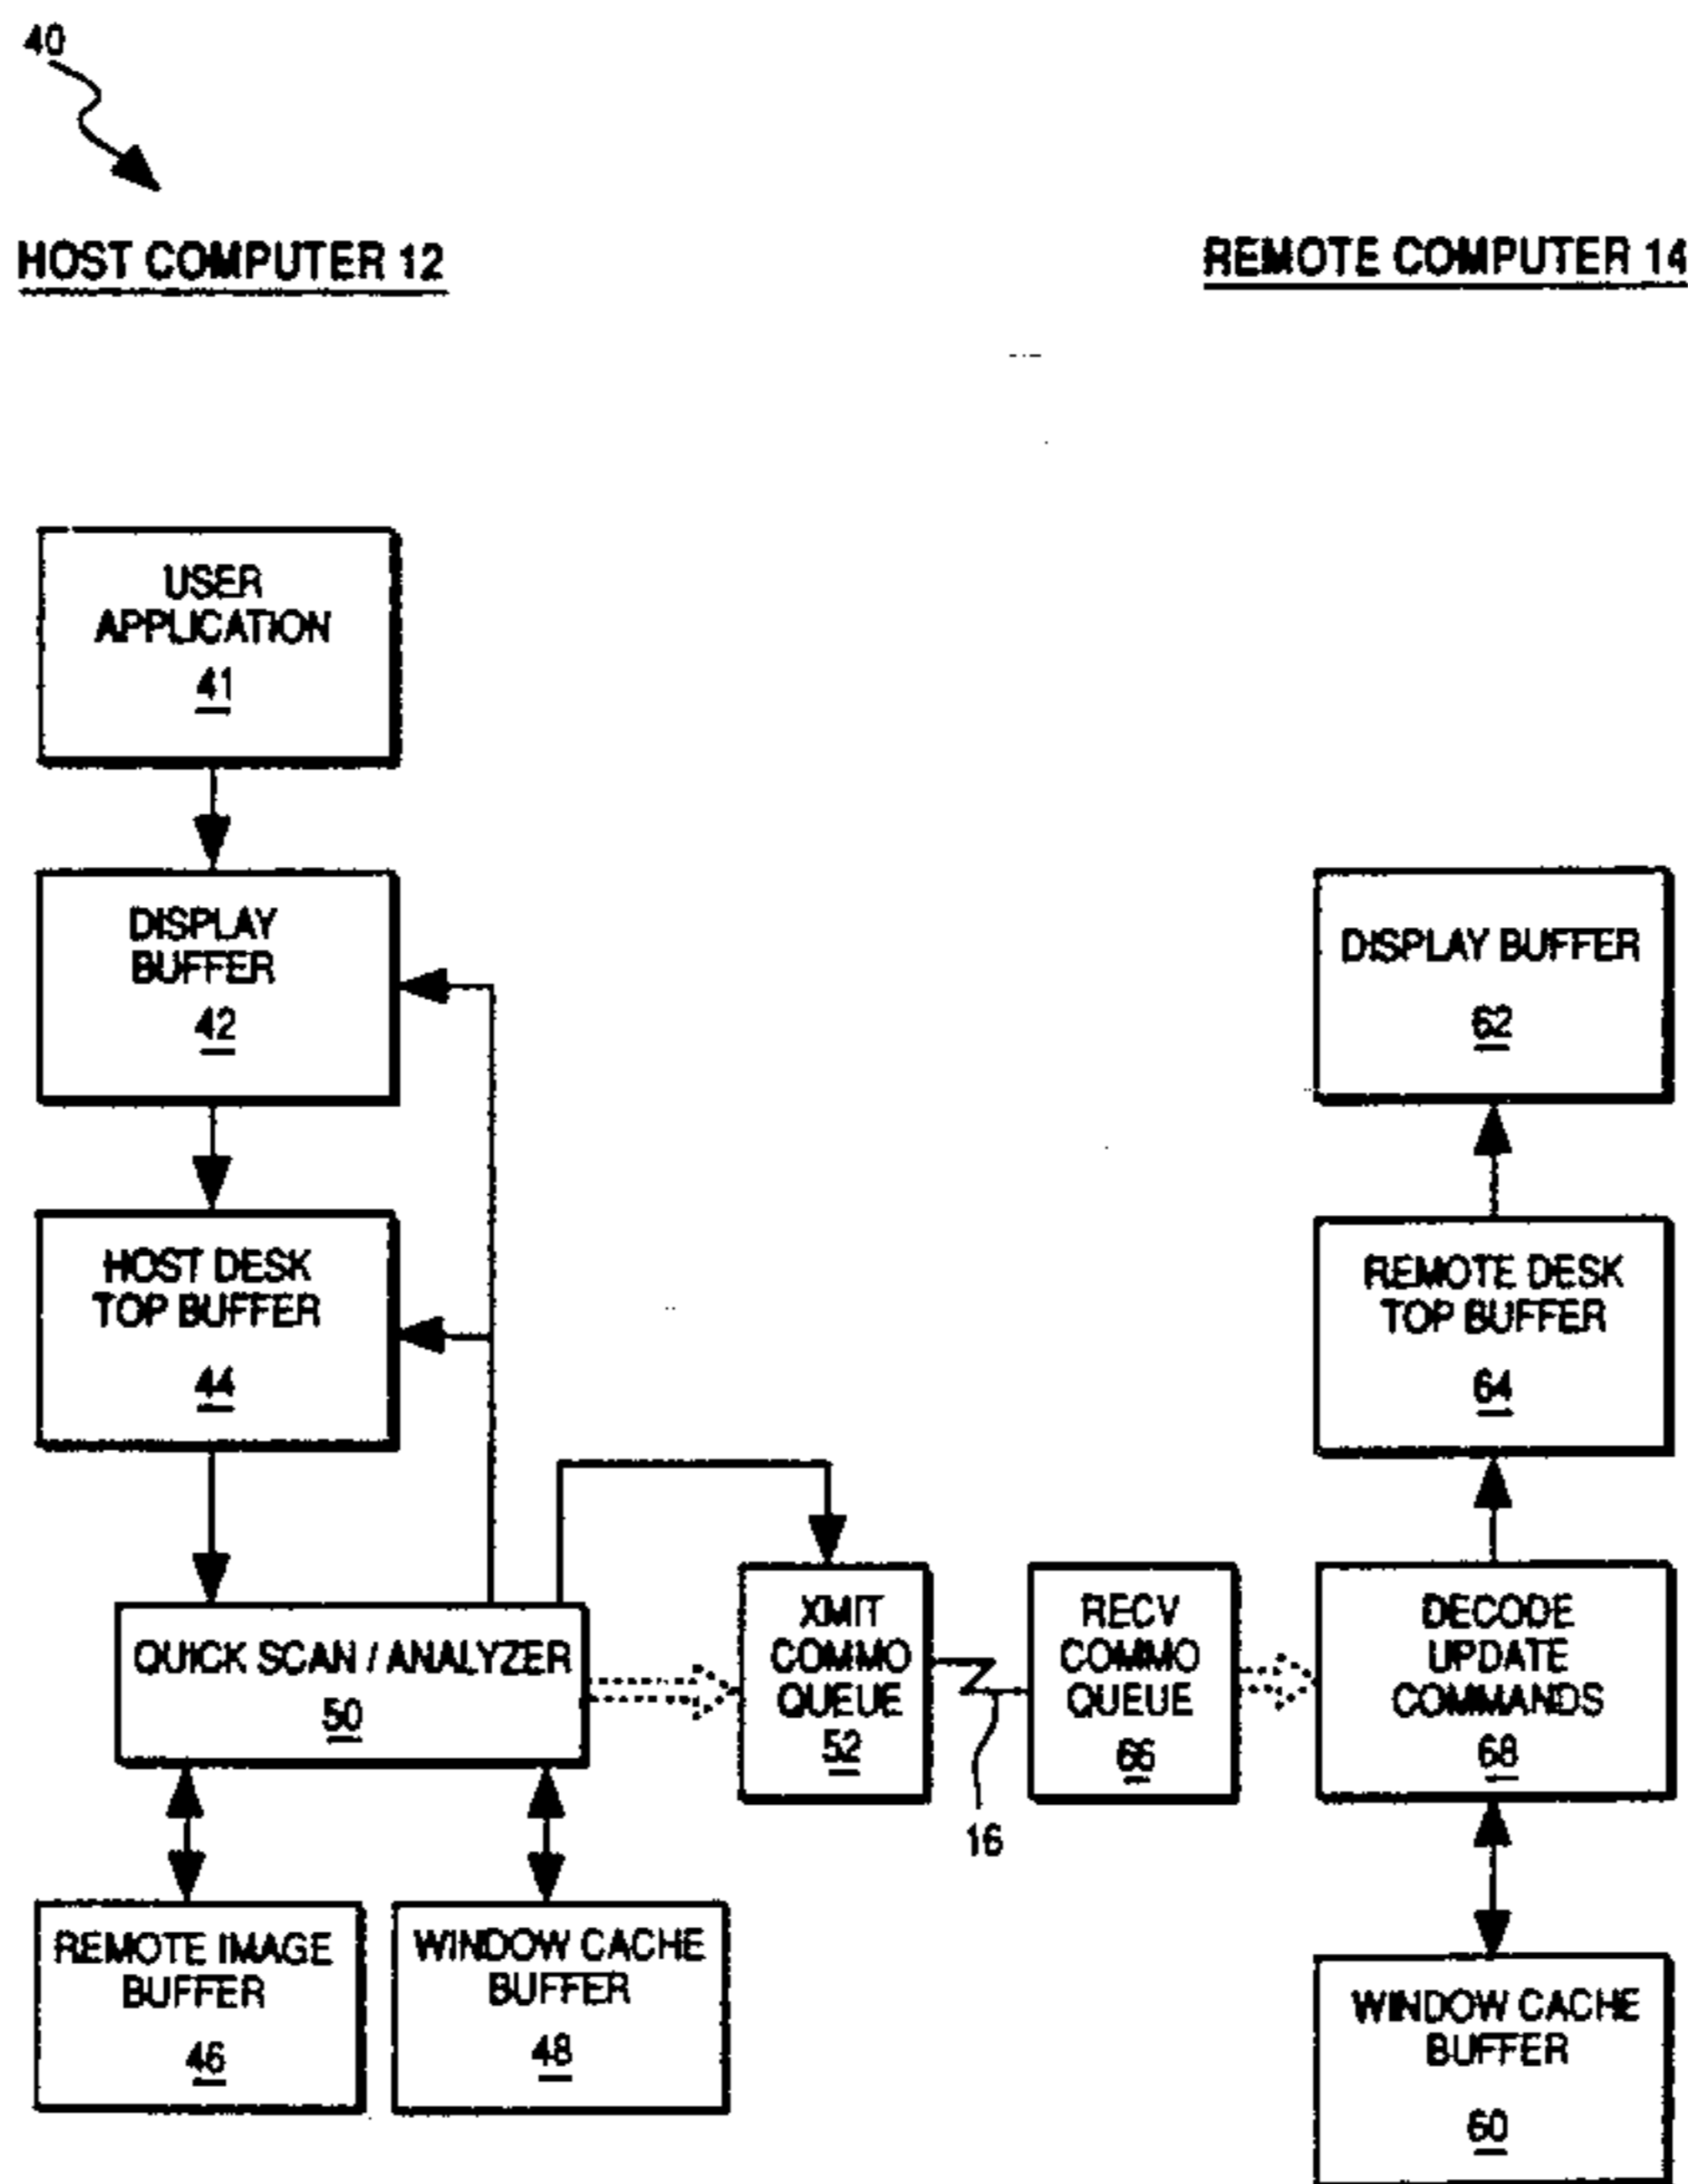 40
HOST COMPUTER 12
REMOTE COMPUTER 14
USER
APPLICATION
41
DISPLAY
BUFFER
42
HOST DESK
TOP BUFFER
44
QUICK SCAN / ANALYZER
50
REMOTE IMAGE
BUFFER
46
WINDOW CACHE
BUFFER
48
XMIT
COMMO
QUEUE
52
16
RECV
COMMO
QUEUE
66
DISPLAY BUFFER
62
REMOTE DESK
TOP BUFFER
64
DECODE
UPDATE
COMMANDS
68
WINDOW CACHE
BUFFER
60